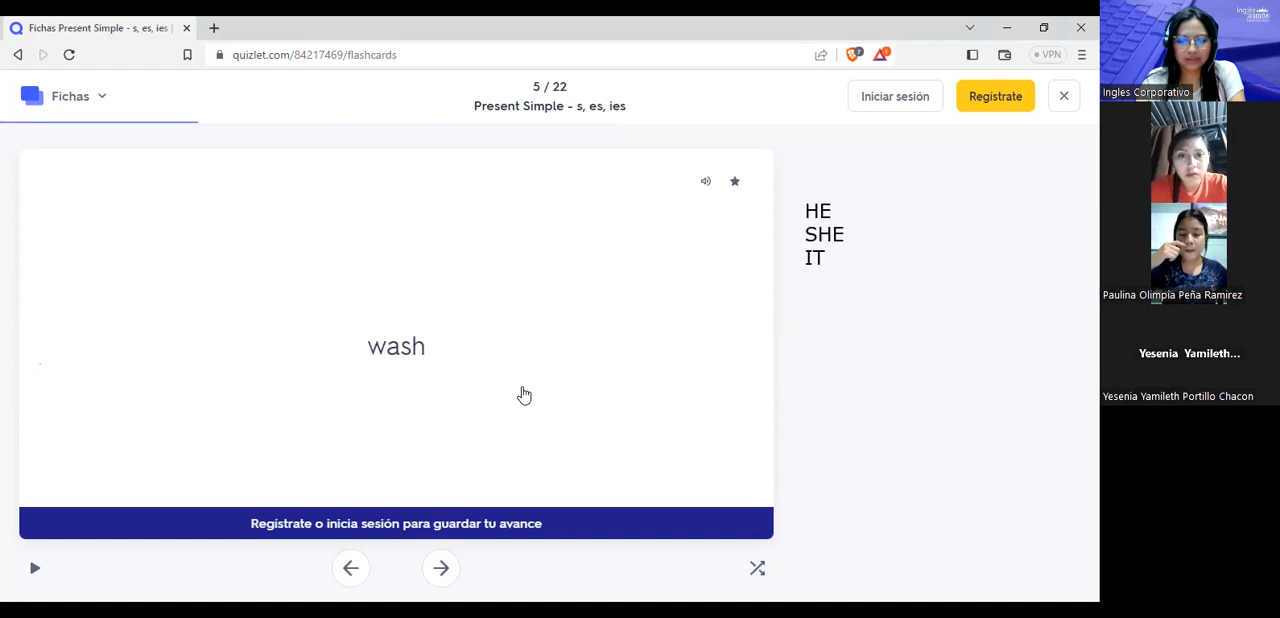 Fichas Present Simple - s, es, ies |
quizlet.com/84217469/flashcards
7
1
VPN
Fichas
5 / 22
Present Simple - s, es, ies
Iniciar sesión
Regístrate
HE
SHE
IT
wash
Regístrate o inicia sesión para guardar tu avance
Ingles Corporativo
Paulina Olimpia Peña Ramirez
Yesenia Yamileth...
Yesenia Yamileth Portillo Chacon